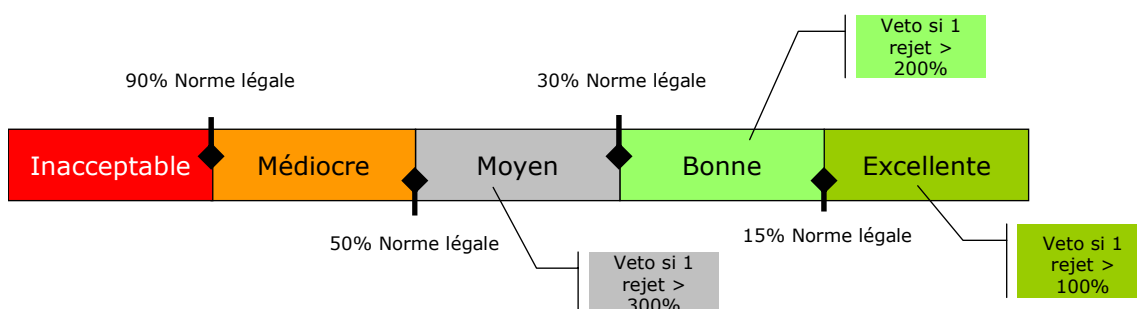 Veto si 1
rejet >
200%
90% Norme légale
30% Norme légale
Inacceptable
Médiocre
Moyen
Bonne
Excellente
50% Norme légale
15% Norme légale
Veto si 1
rejet >
300%
Veto si 1
rejet >
100%